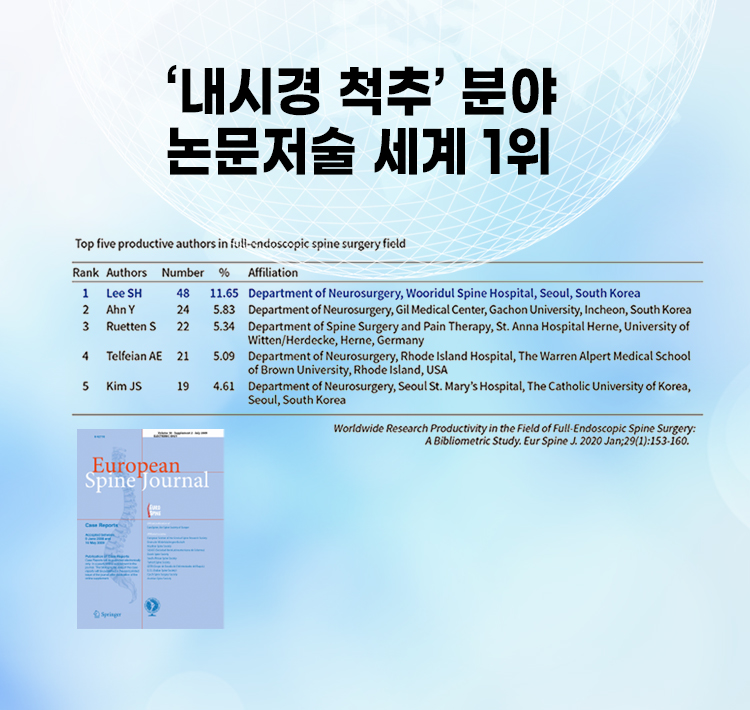 ‘내시경 척추’ 분야
논문저술 세계 1위
Top five productive authors in full-endoscopic spine surgery field
Rank Authors Number % Affiliation
1 Lee SH 48 11.65 Department of Neurosurgery, Wooridul Spine Hospital, Seoul, South Korea
2 Ahn Y 24 5.83 Department of Neurosurgery, Gil Medical Center, Gachon University, Incheon, South Korea
3 Ruetten S 22 5.34 Department of Spine Surgery and Pain Therapy, St. Anna Hospital Herne, University of
Witten/Herdecke, Herne, Germany
4 Telfeian AE 21 5.09 Department of Neurosurgery, Rhode Island Hospital, The Warren Alpert Medical School
of Brown University, Rhode Island, USA
5 Kim JS 19 4.61 Department of Neurosurgery, Seoul St. Mary's Hospital, The Catholic University of Korea,
Seoul, South Korea
Worldwide Research Productivity in the Field of Full-Endoscopic Spine Surgery:
A Bibliometric Study. Eur Spine J. 2020 Jan;29(1):153-160.
European
Spine Journal
Case Reports
Springer